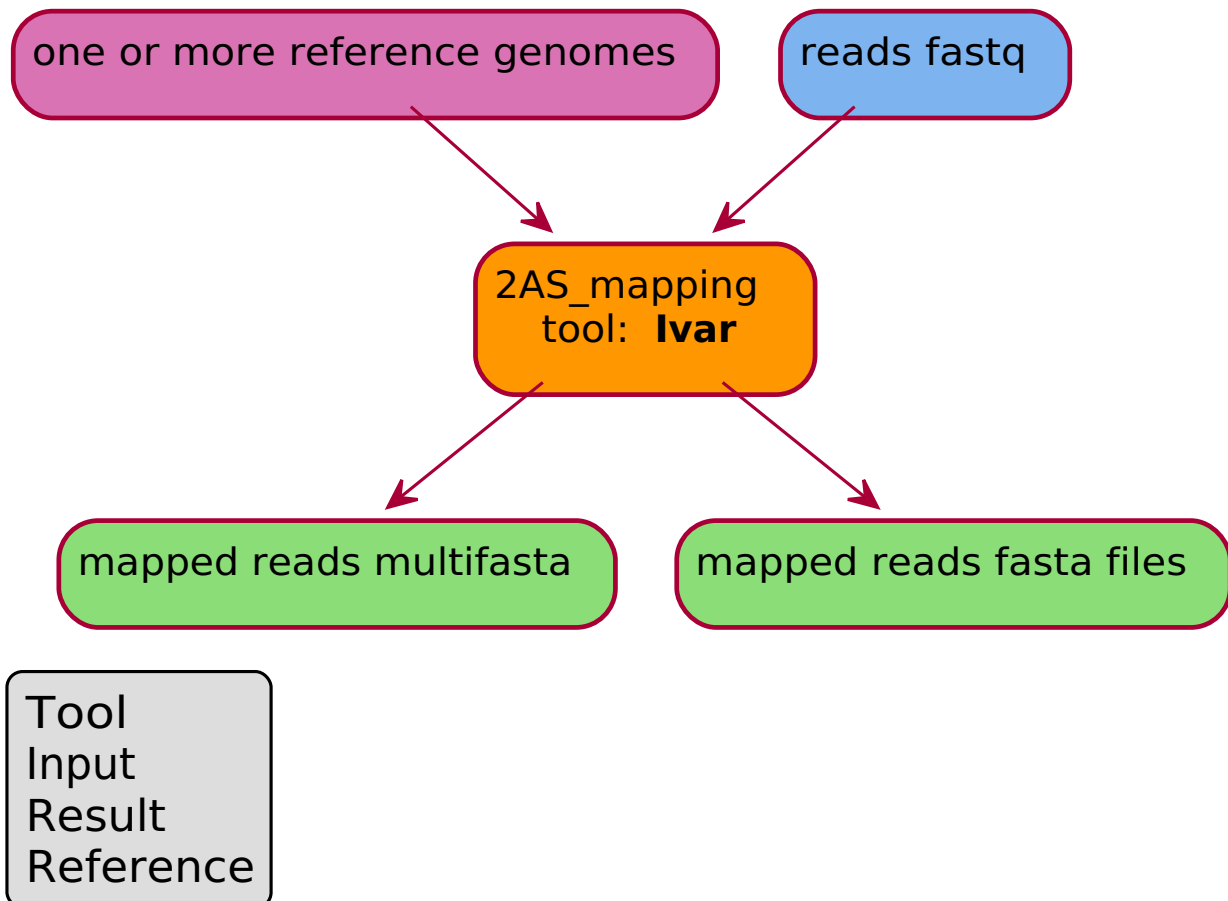 one or more reference genomes
reads fastq
2AS_mapping
tool: Ivar
mapped reads multifasta
mapped reads fasta files
Tool
Input
Result
Reference